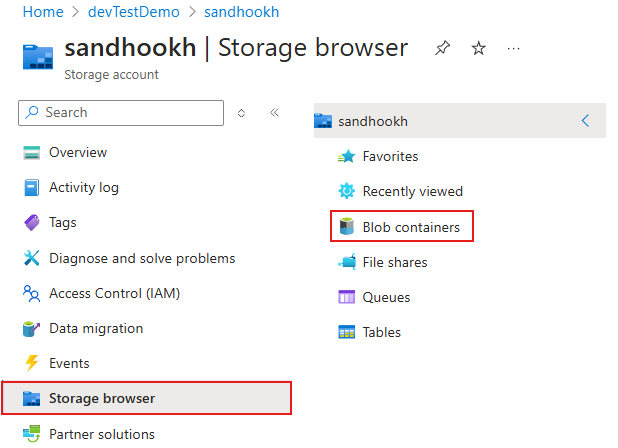 Home > devTestDemo > sandhookh
sandhookh | Storage browser
Storage account
Search
Overview
Activity log
Tags
Diagnose and solve problems
Access Control (IAM)
Data migration
Events
Storage browser
Partner solutions
sandhookh
Favorites
Recently viewed
Blob containers
File shares
Queues
Tables